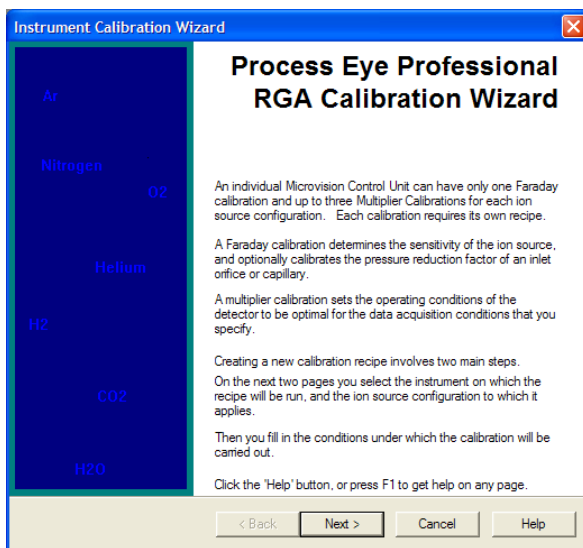 Instrument Calibration Wizard
Process Eye Professional
RGA Calibration Wizard
Ar
Nitrogen
O2
Helium
H2
CO2
H2O
An individual Microvision Control Unit can have only one Faraday
calibration and up to three Multiplier Calibrations for each ion
source configuration. Each calibration requires its own recipe.
A Faraday calibration determines the sensitivity of the ion source,
and optionally calibrates the pressure reduction factor of an inlet
orifice or capillary.
A multiplier calibration sets the operating conditions of the
detector to be optimal for the data acquisition conditions that you
specify.
Creating a new calibration recipe involves two main steps.
On the next two pages you select the instrument on which the
recipe will be run, and the ion source configuration to which it
applies.
Then you fill in the conditions under which the calibration will be
carried out.
Click the 'Help' button, or press F1 to get help on any page.
< Back
Next >
Cancel
Help